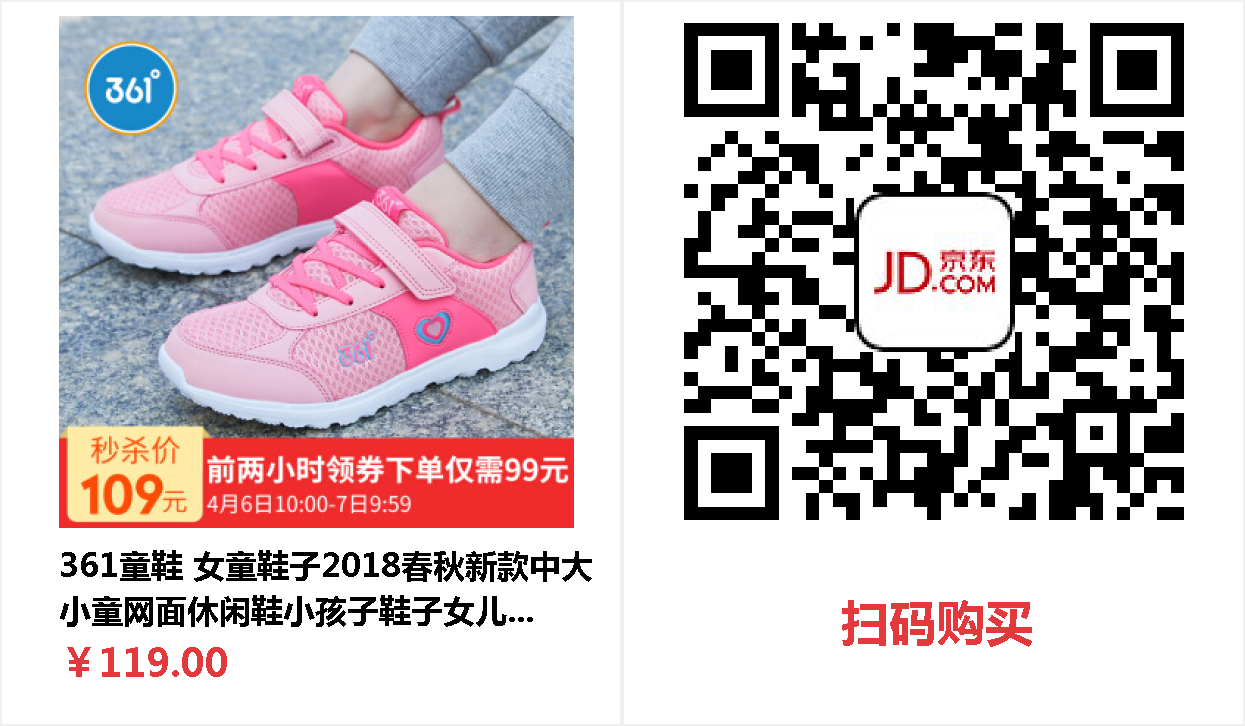 361°
361°
361°
秒杀价
109元
前两小时领券下单仅需99元
4月6日10:00-7日9:59
361童鞋 女童鞋子2018春秋新款中大
小童网面休闲鞋小孩子鞋子女儿...
￥119.00
JD.COM
京东
扫码购买